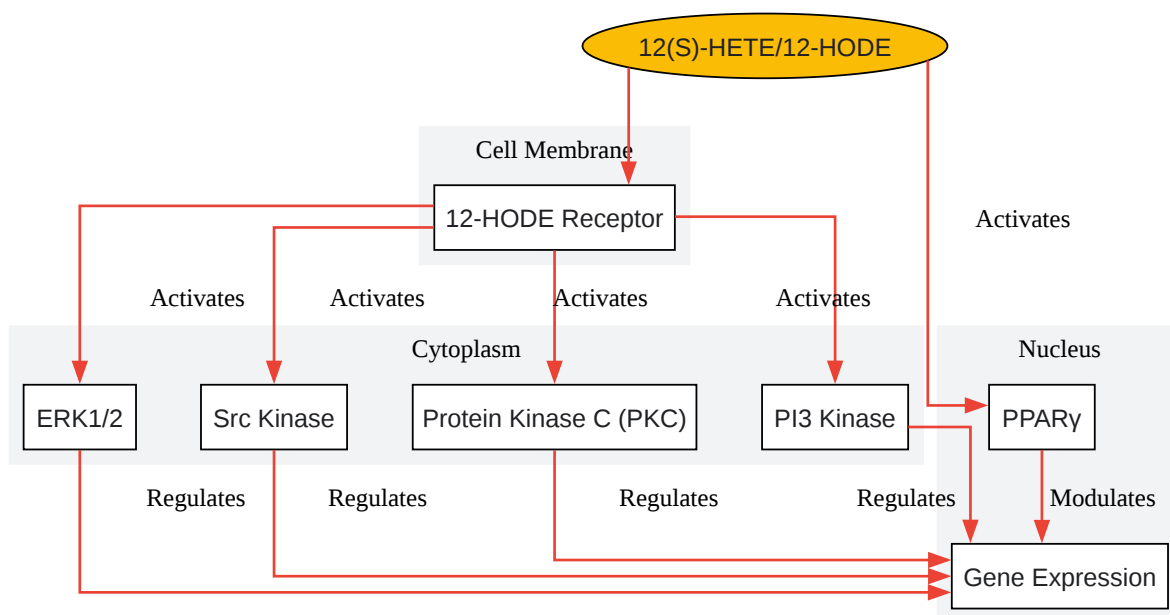 12(S)-HETE/12-HODE
Cell Membrane
12-HODE Receptor
Activates
Activates
Activates
Activates
Activates
Cytoplasm
Nucleus
ERK1/2
Src Kinase
Protein Kinase C (PKC)
PI3 Kinase
PPARγ
Regulates
Regulates
Regulates
Regulates
Modulates
Gene Expression